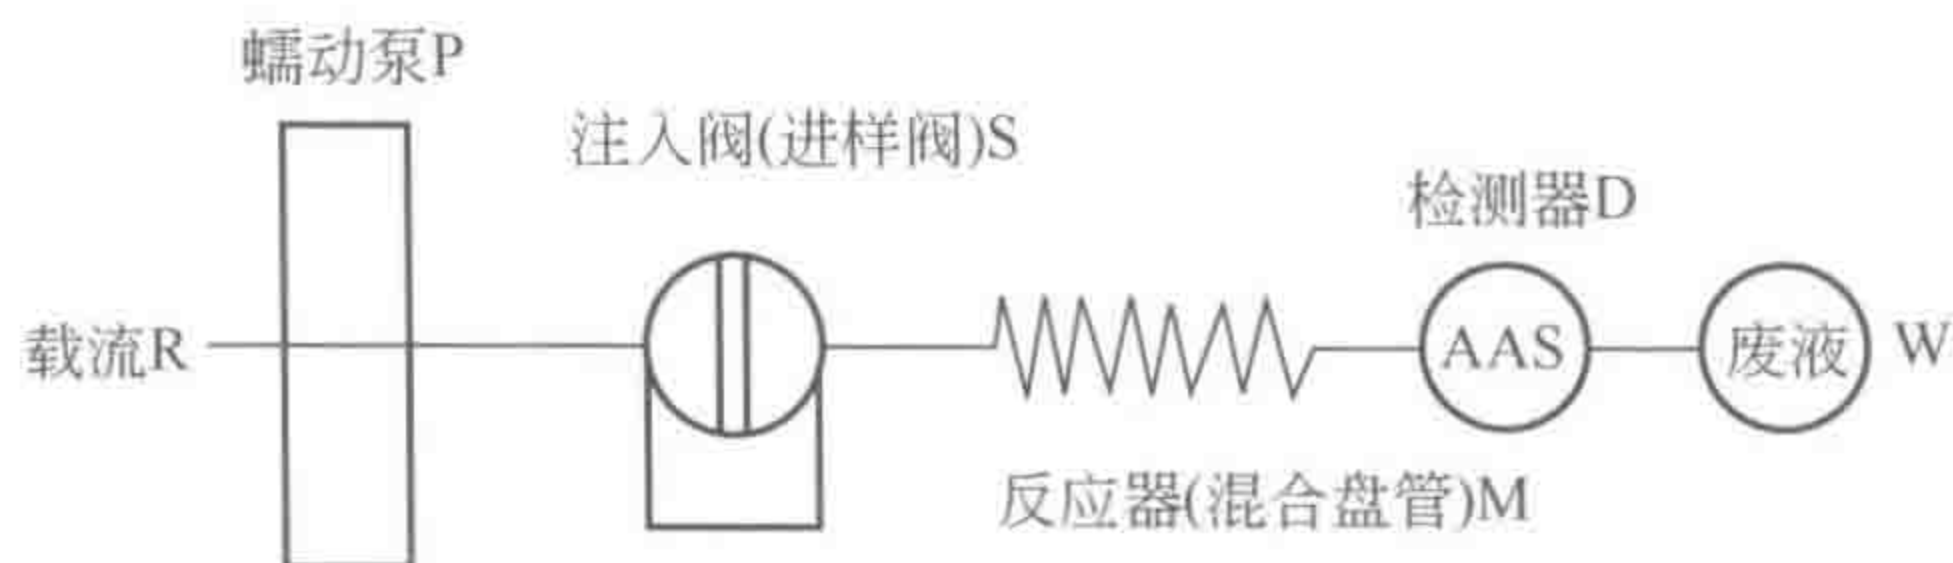 蠕动泵P
注入阀(进样阀)S
检测器D
载流R
AAS
废液
W
反应器(混合盘管)M